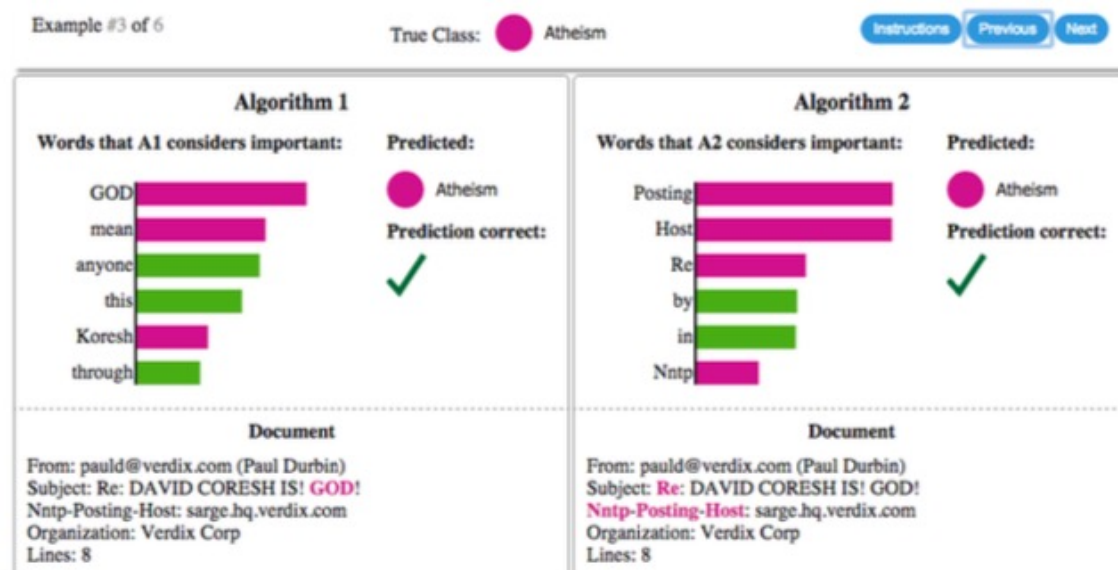 Example #3 of 6
True Class: Atheism
Instructions
Previous
Next
Algorithm 1
Words that A1 considers important:
Predicted:
GOD
mean
anyone
this
Koresh
through
Atheism
Prediction correct:
Document
From: pauld@verdix.com (Paul Durbin)
Subject: Re: DAVID CORESH IS! GOD!
Nntp-Posting-Host: sarge.hq.verdix.com
Organization: Verdix Corp
Lines: 8
Algorithm 2
Words that A2 considers important:
Predicted:
Posting
Host
Re
by
in
Nntp
Atheism
Prediction correct:
Document
From: pauld@verdix.com (Paul Durbin)
Subject: Re: DAVID CORESH IS! GOD!
Nntp-Posting-Host: sarge.hq.verdix.com
Organization: Verdix Corp
Lines: 8